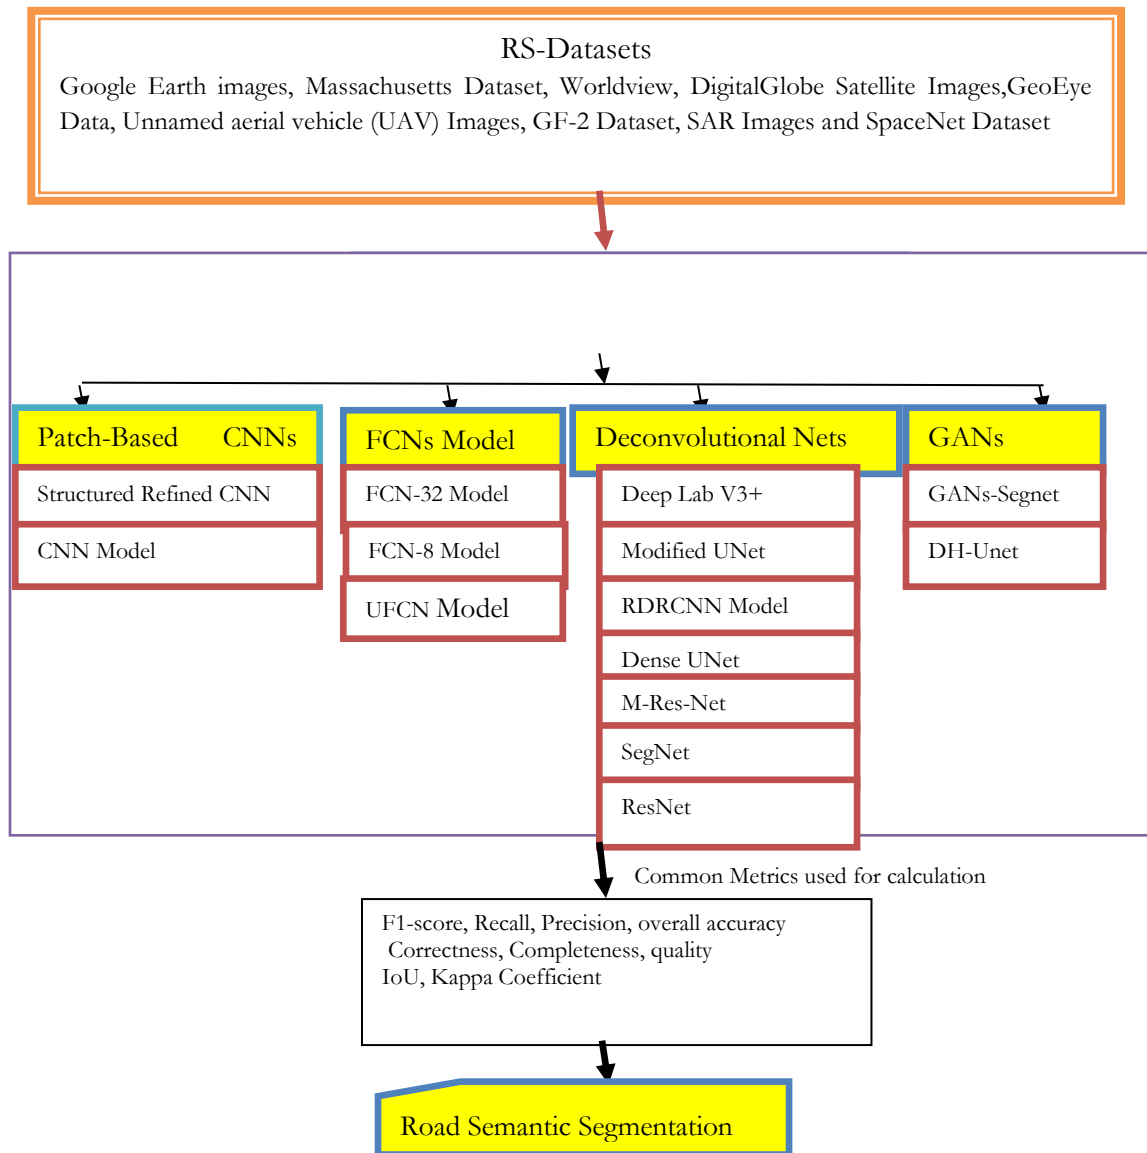 RS-Datasets
Google Earth images, Massachusetts Dataset, Worldview, DigitalGlobe Satellite Images,GeoEye
Data, Unnamed aerial vehicle (UAV) Images, GF-2 Dataset, SAR Images and SpaceNet Dataset
Patch-Based CNNs
Structured Refined CNN
CNN Model
FCNs Model
FCN-32 Model
FCN-8 Model
UFCN Model
Deconvolutional Nets
Deep Lab V3+
Modified UNet
RDRCNN Model
Dense UNet
M-Res-Net
SegNet
ResNet
GANs
GANs-Segnet
DH-Unet
Common Metrics used for calculation
F1-score, Recall, Precision, overall accuracy
Correctness, Completeness, quality
IoU, Kappa Coefficient
Road Semantic Segmentation